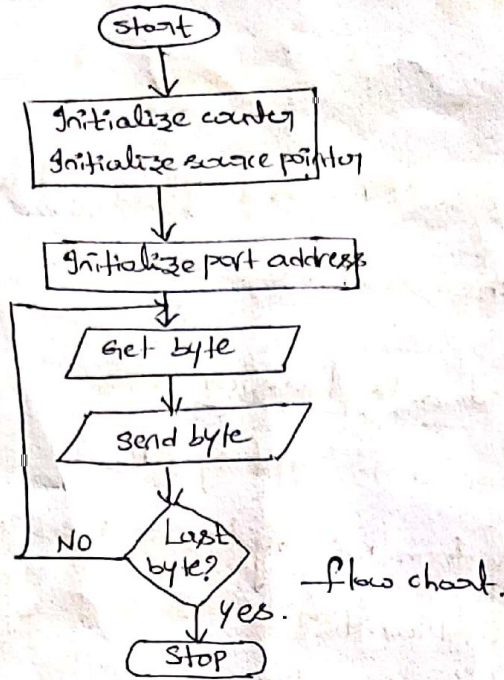 Start
Initialize counter
Initialize source pointer
Initialize port address
Get byte
Send byte
Last
byte?
NO
yes.
flow chart.
Stop